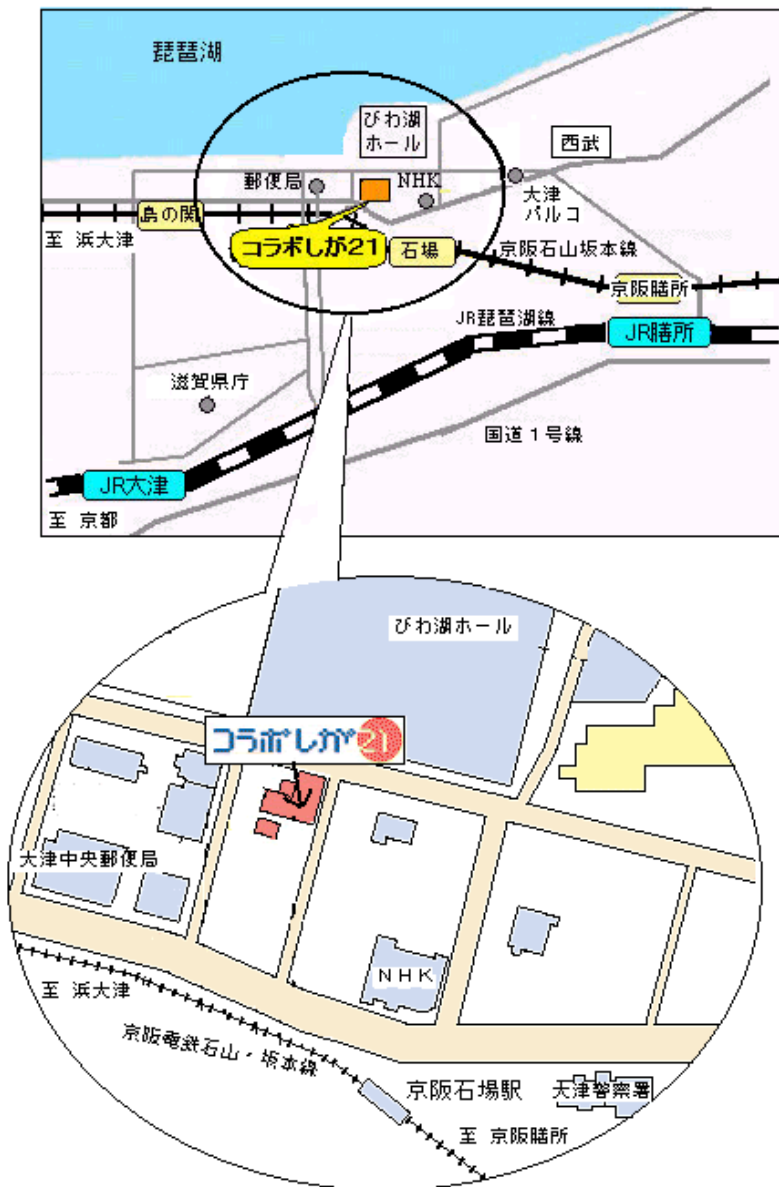 琵琶湖
びわ湖
ホール
西武
郵便局
NHK
大津
パルコ
島の関
至 浜大津
コラボしが21
石場
京阪石山坂本線
京阪膳所
JR琵琶湖線
JR膳所
滋賀県庁
国道1号線
JR大津
至 京都
びわ湖ホール
コラボしが21
大津中央郵便局
NHK
至 浜大津
京阪電鉄石山・坂本線
京阪石場駅
大津警察署
至 京阪膳所